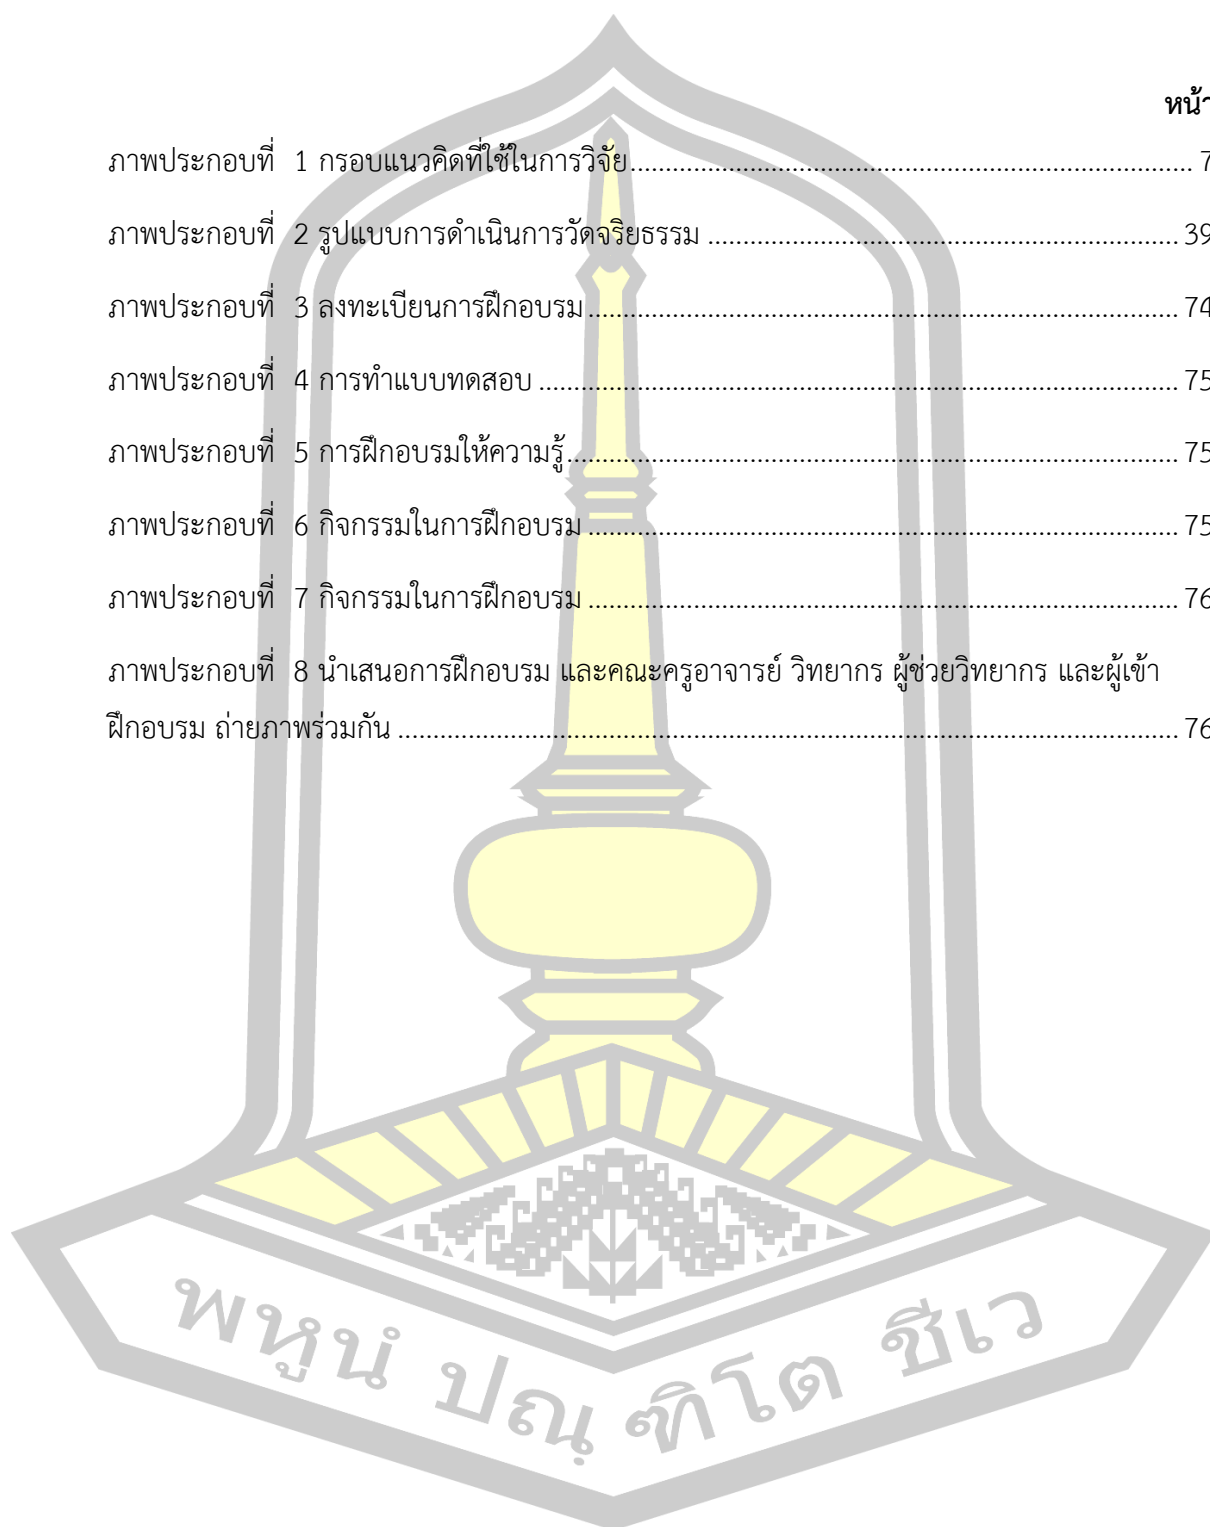 หน้า
ภาพประกอบที่ 1 กรอบแนวคิดที่ใช้ในการวิจัย................................................................................ 7
ภาพประกอบที่ 2 รูปแบบการดำเนินการวัดจริยธรรม ................................................................... 39
ภาพประกอบที่ 3 ลงทะเบียนการฝึกอบรม .................................................................................... 74
ภาพประกอบที่ 4 การทำแบบทดสอบ ........................................................................................... 75
ภาพประกอบที่ 5 การฝึกอบรมให้ความรู้....................................................................................... 75
ภาพประกอบที่ 6 กิจกรรมในการฝึกอบรม .................................................................................... 75
ภาพประกอบที่ 7 กิจกรรมในการฝึกอบรม .................................................................................... 76
ภาพประกอบที่ 8 นำเสนอการฝึกอบรม และคณะครูอาจารย์ วิทยากร ผู้ช่วยวิทยากร และผู้เข้า
ฝึกอบรม ถ่ายภาพร่วมกัน ............................................................................................................... 76
พหูนํ ปณฺ ฑิโต ชีเว